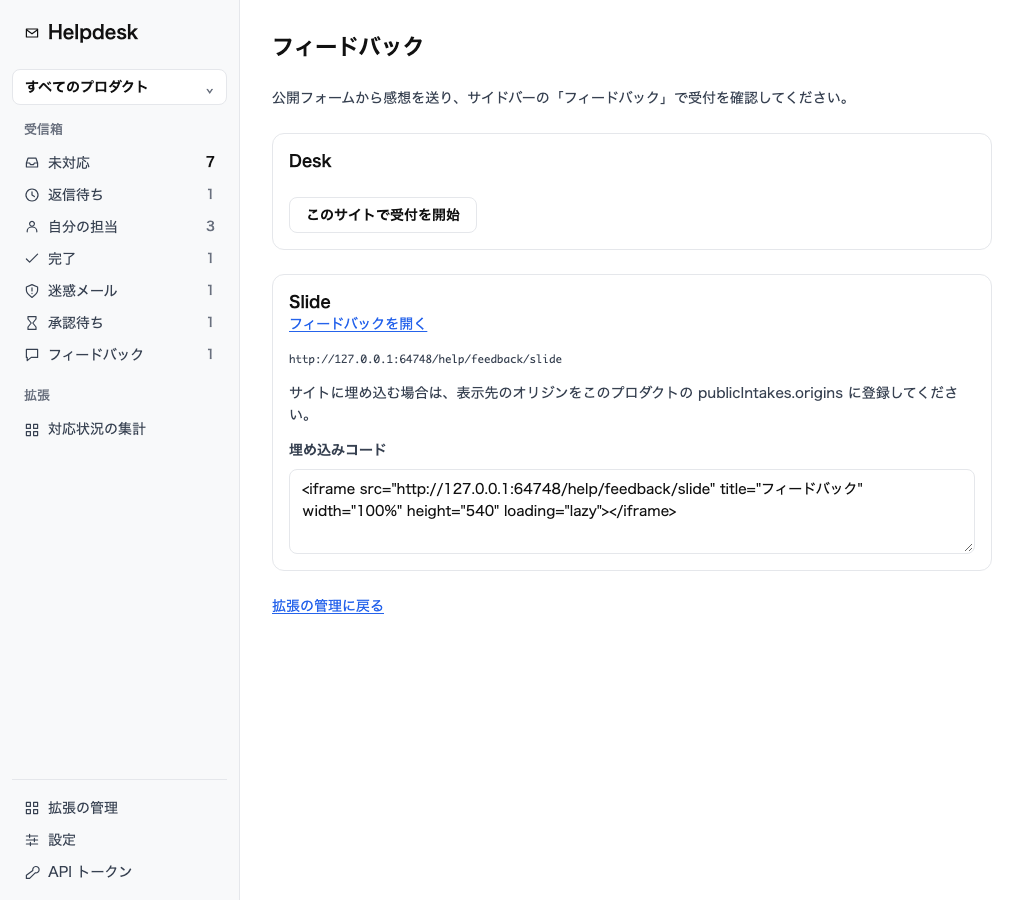 Helpdesk
すべてのプロダクト
受信箱
未対応 7
返信待ち 1
自分の担当 3
完了 1
迷惑メール 1
承認待ち 1
フィードバック 1
拡張
対応状況の集計
拡張の管理
設定
API トークン
フィードバック
公開フォームから感想を送り、サイドバーの「フィードバック」で受付を確認してください。
Desk
このサイトで受付を開始
Slide
フィードバックを開く
http://127.0.0.1:64748/help/feedback/slide
サイトに埋め込む場合は、表示先のオリジンをこのプロダクトの publicIntakes.origins に登録してくださ
い。
埋め込みコード
<iframe src="http://127.0.0.1:64748/help/feedback/slide" title="フィードバック"
width="100%" height="540" loading="lazy"></iframe>
拡張の管理に戻る